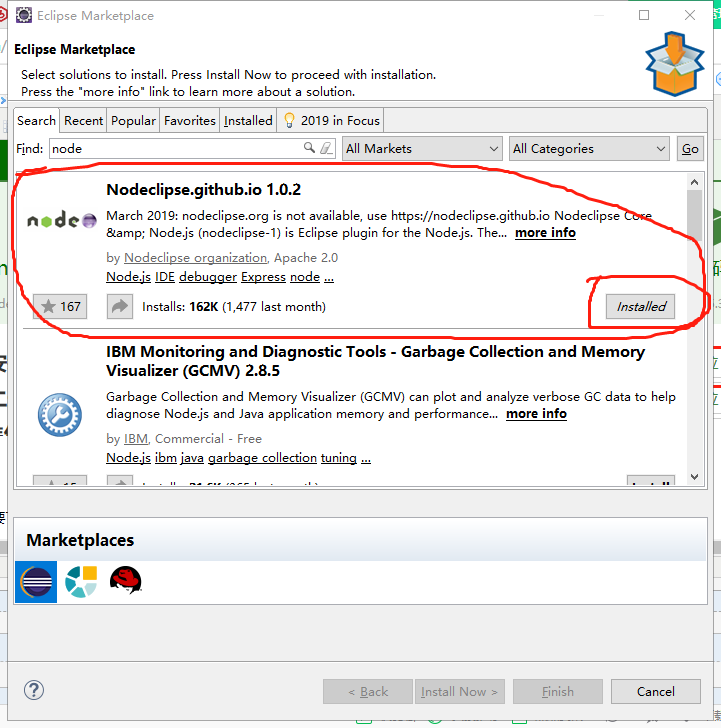 Eclipse Marketplace
Eclipse Marketplace
Select solutions to install. Press Install Now to proceed with installation.
Press the "more info" link to learn more about a solution.
Search Recent Popular Favorites Installed 2019 in Focus
Find: node All Markets All Categories Go
Nodeclipse.github.io 1.0.2
node
March 2019: nodeclipse.org is not available, use https://nodeclipse.github.io Nodeclipse Core
&amp; Node.js (nodeclipse-1) is Eclipse plugin for the Node.js. The... more info
by Nodeclipse organization, Apache 2.0
Node.js IDE debugger Express node ...
167 Installs: 162K (1,477 last month) Installed
IBM Monitoring and Diagnostic Tools - Garbage Collection and Memory
Visualizer (GCMV) 2.8.5
Garbage Collection and Memory Visualizer (GCMV) can plot and analyze verbose GC data to help
diagnose Node.js and Java application memory and performance... more info
by IBM, Commercial - Free
Node.js ibm java garbage collection tuning ...
Marketplaces
< Back Install Now > Finish Cancel